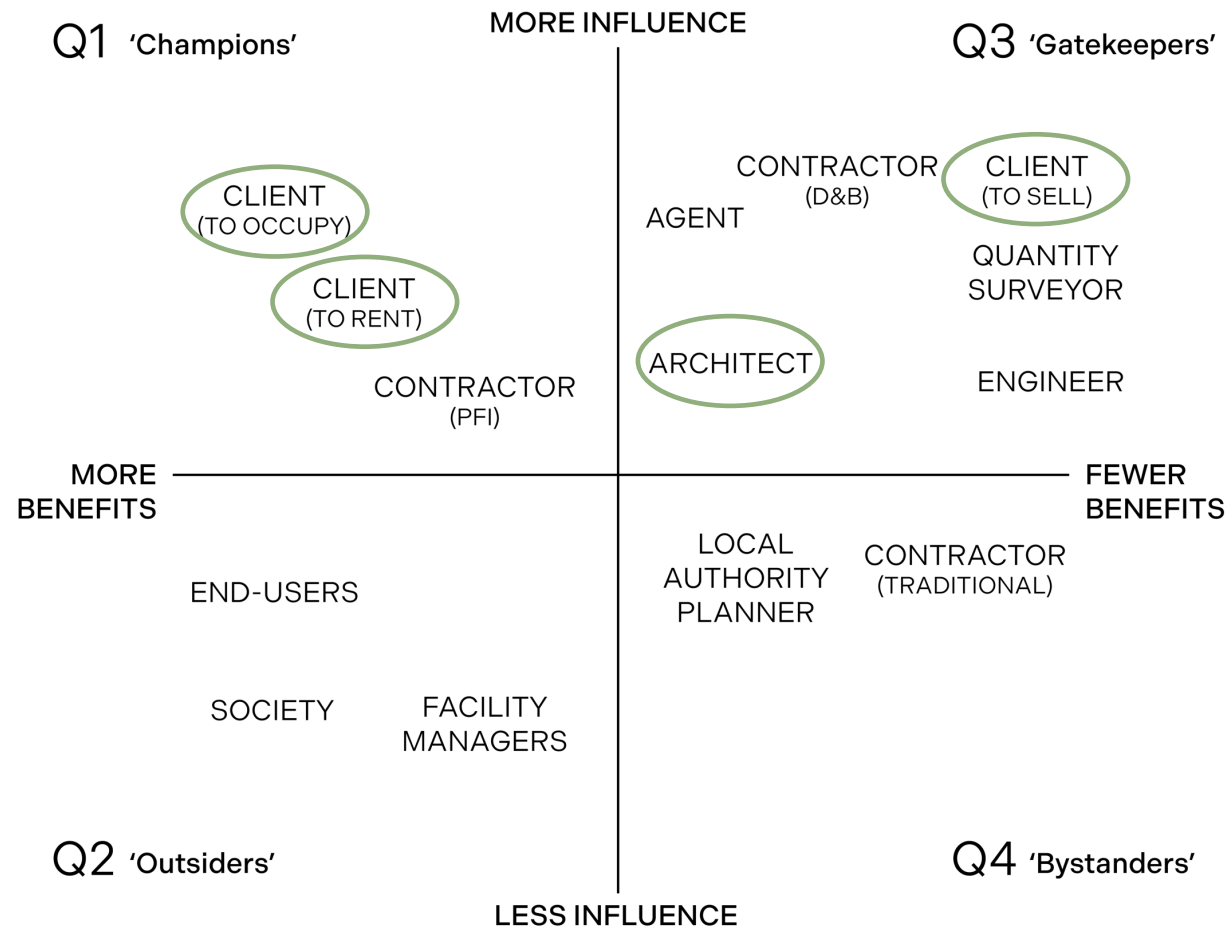 MORE INFLUENCE
Q1 'Champions'
Q3 'Gatekeepers'
CLIENT
(TO OCCUPY)
CLIENT
(TO RENT)
CONTRACTOR
(PFI)
CONTRACTOR
(D&B)
CLIENT
(TO SELL)
AGENT
QUANTITY
SURVEYOR
ARCHITECT
ENGINEER
MORE
BENEFITS
FEWER
BENEFITS
END-USERS
SOCIETY
FACILITY
MANAGERS
LOCAL
AUTHORITY
PLANNER
CONTRACTOR
(TRADITIONAL)
Q2 'Outsiders'
Q4 'Bystanders'
LESS INFLUENCE